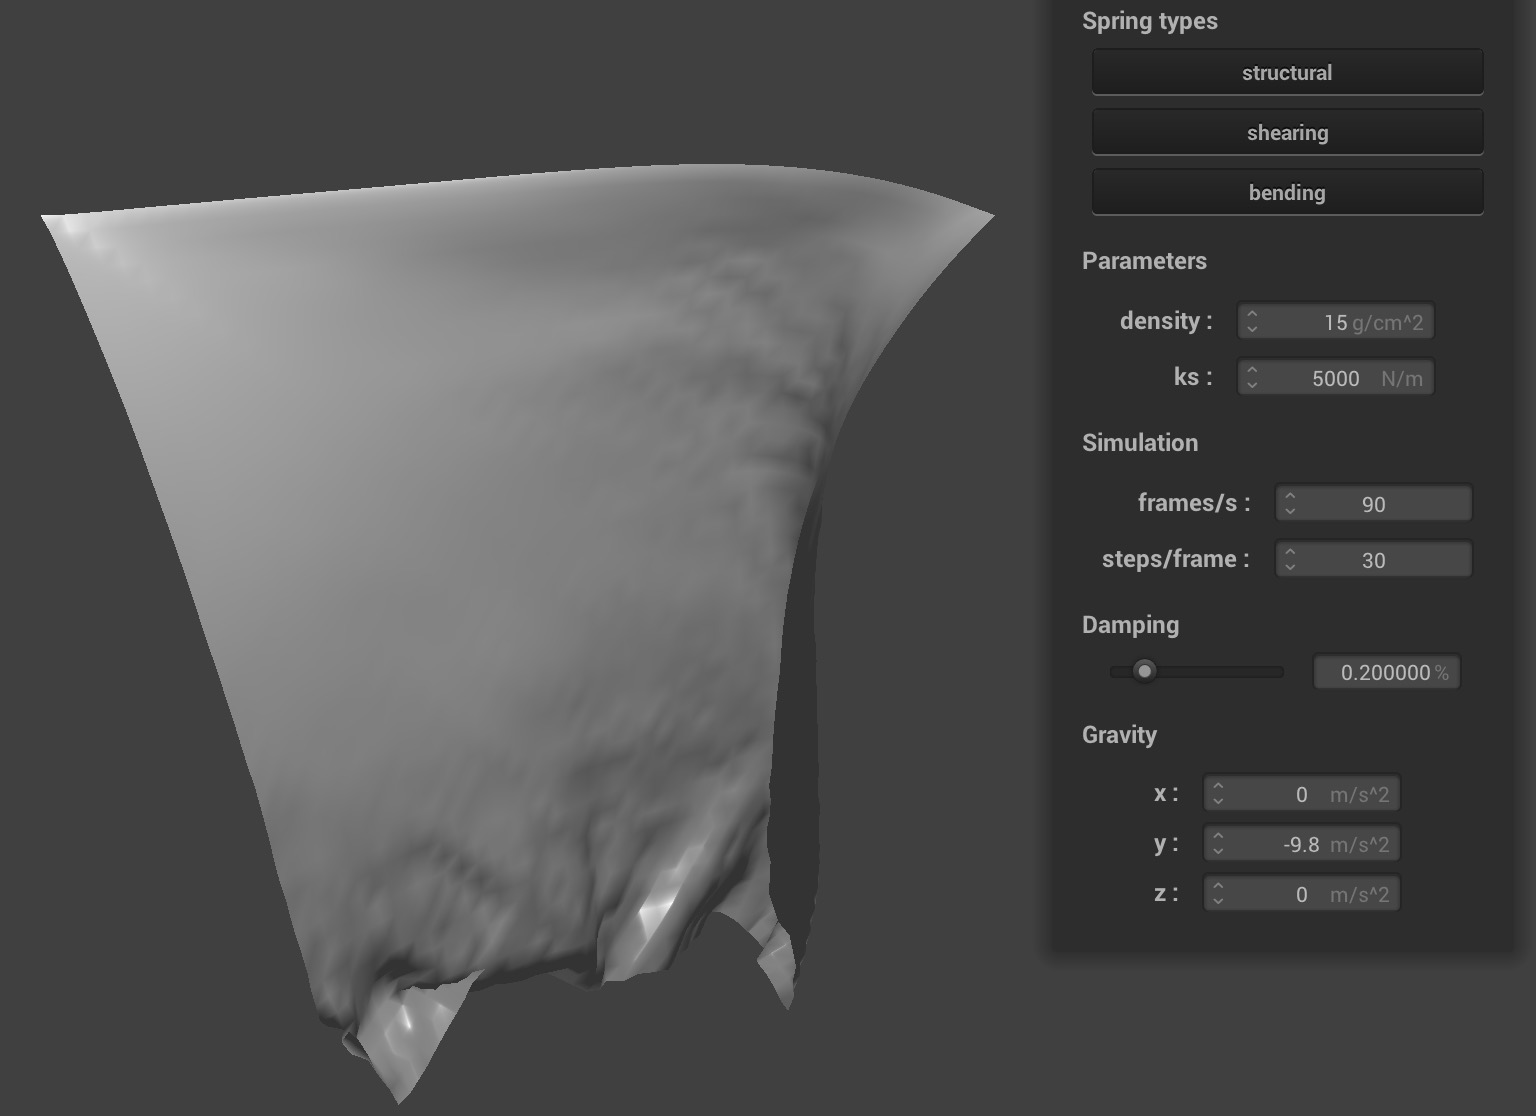 Spring types
structural
shearing
bending
Parameters
density : 15 g/cm^2
ks : 5000 N/m
Simulation
frames/s : 90
steps/frame : 30
Damping
0.200000 %
Gravity
x : 0 m/s^2
y : -9.8 m/s^2
z : 0 m/s^2